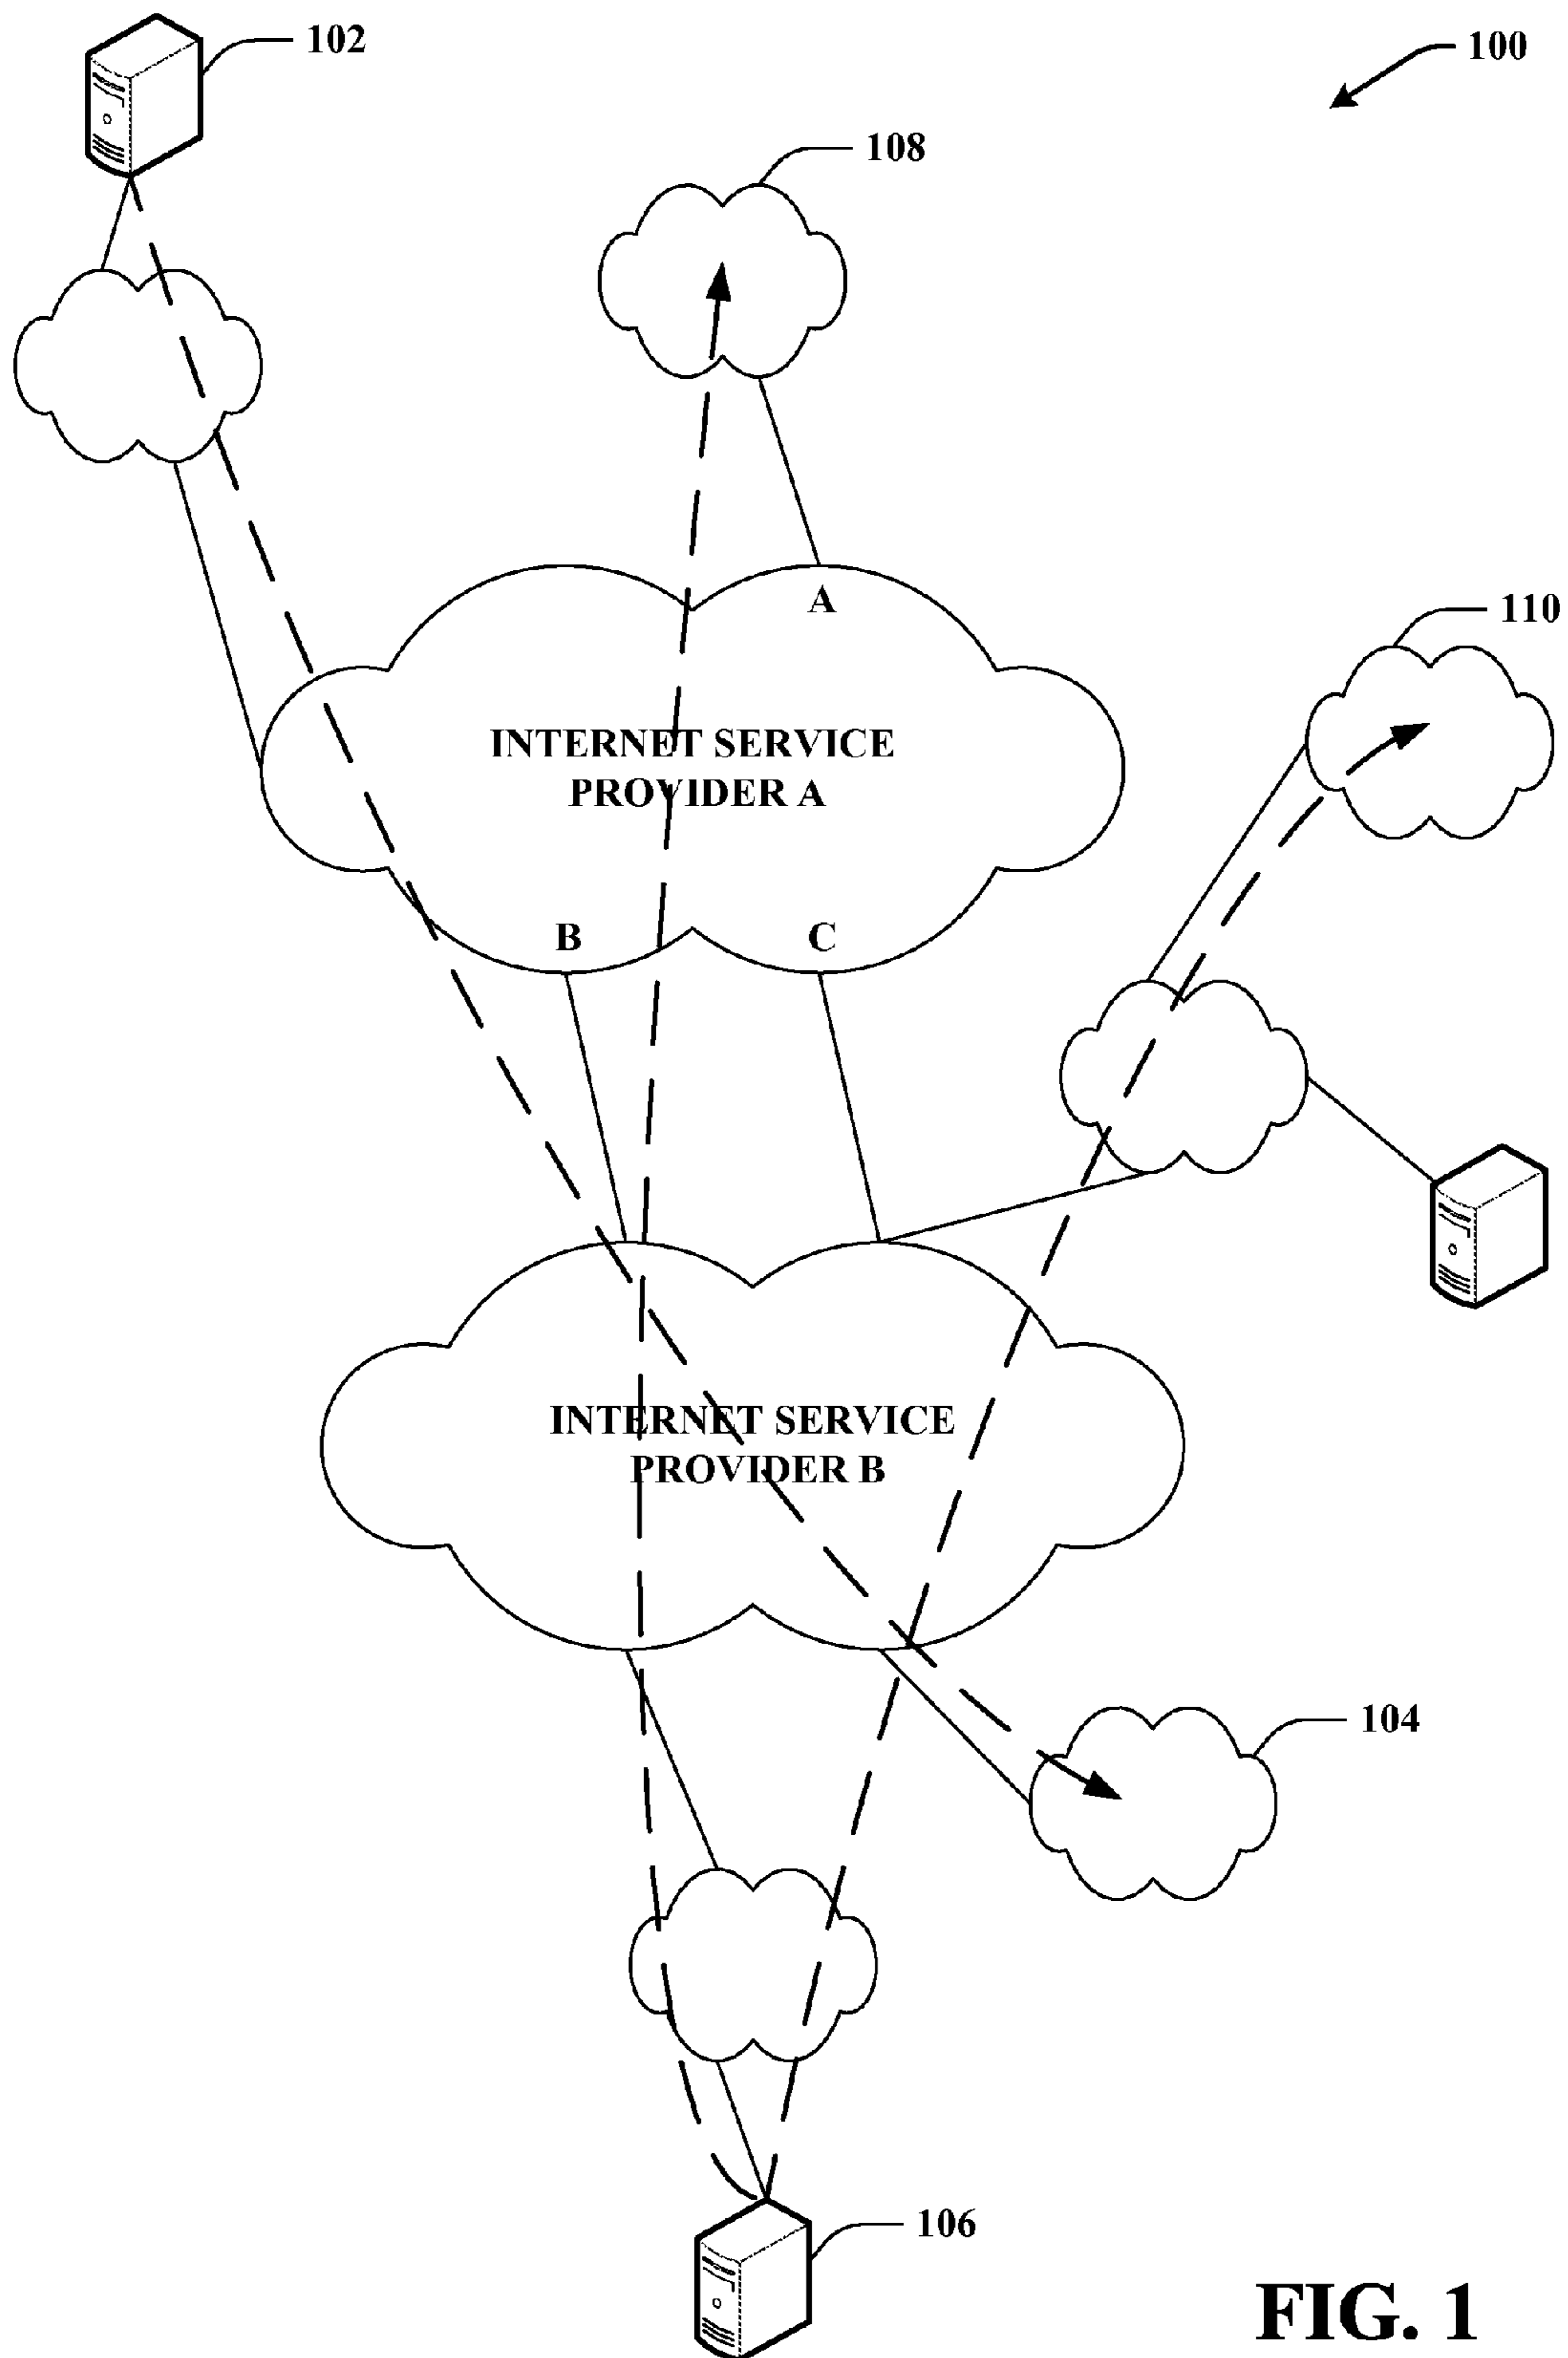 102
100
108
A
110
INTERNET SERVICE
PROVIDER A
B
C
INTERNET SERVICE
PROVIDER B
104
106
FIG. 1